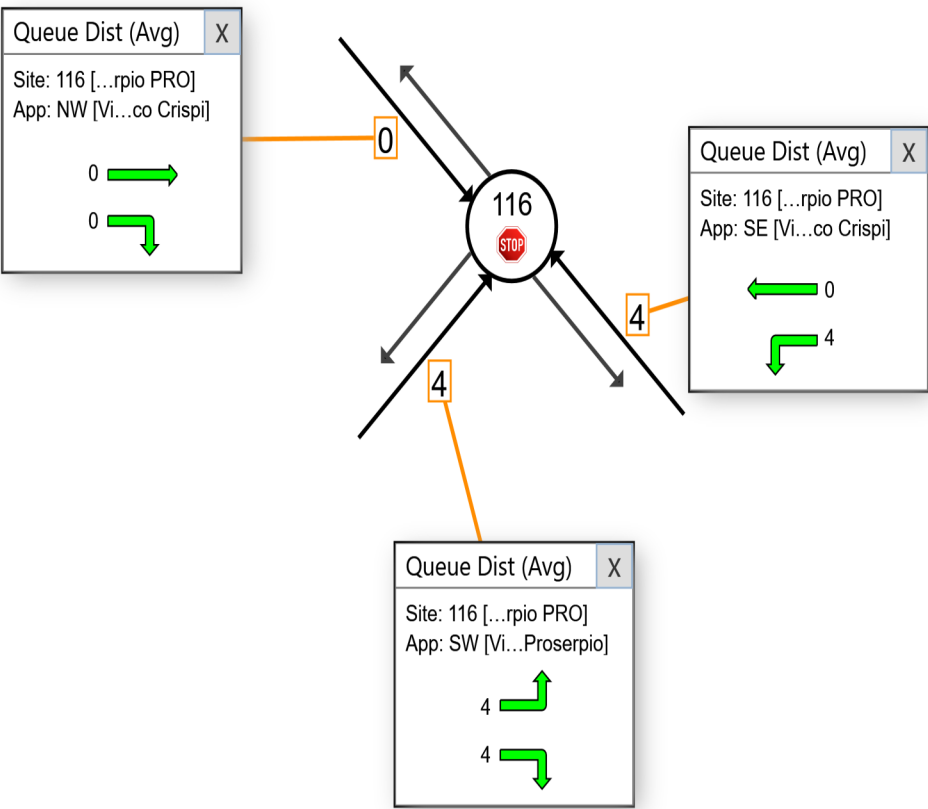 Queue Dist (Avg) X
Site: 116 [...rpio PRO]
App: NW [Vi...co Crispi]
0
0
0
116
STOP
Queue Dist (Avg) X
Site: 116 [...rpio PRO]
App: SE [Vi...co Crispi]
0
4
4
4
Queue Dist (Avg) X
Site: 116 [...rpio PRO]
App: SW [Vi...Proserpio]
4
4